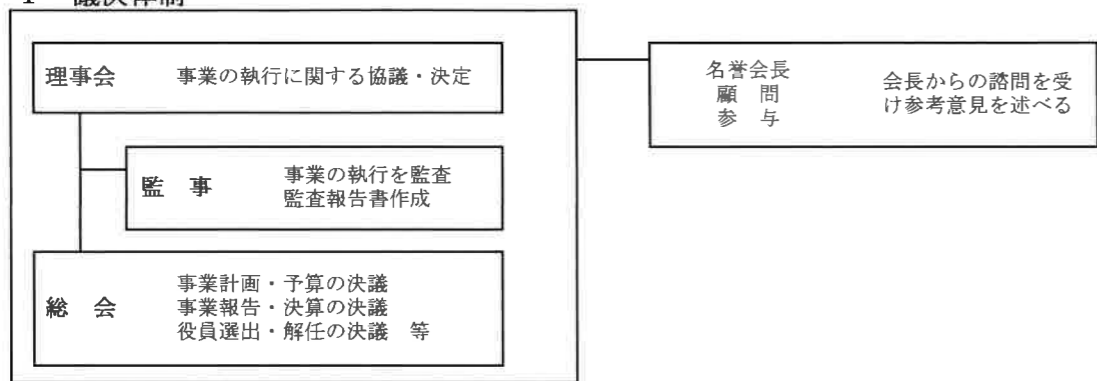 1 議決体制
理事会 事業の執行に関する協議・決定
監 事 事業の執行を監査
監査報告書作成
総 会 事業計画・予算の決議
事業報告・決算の決議
役員選出・解任の決議 等
名誉会長
顧 問
参 与
会長からの諮問を受
け参考意見を述べる